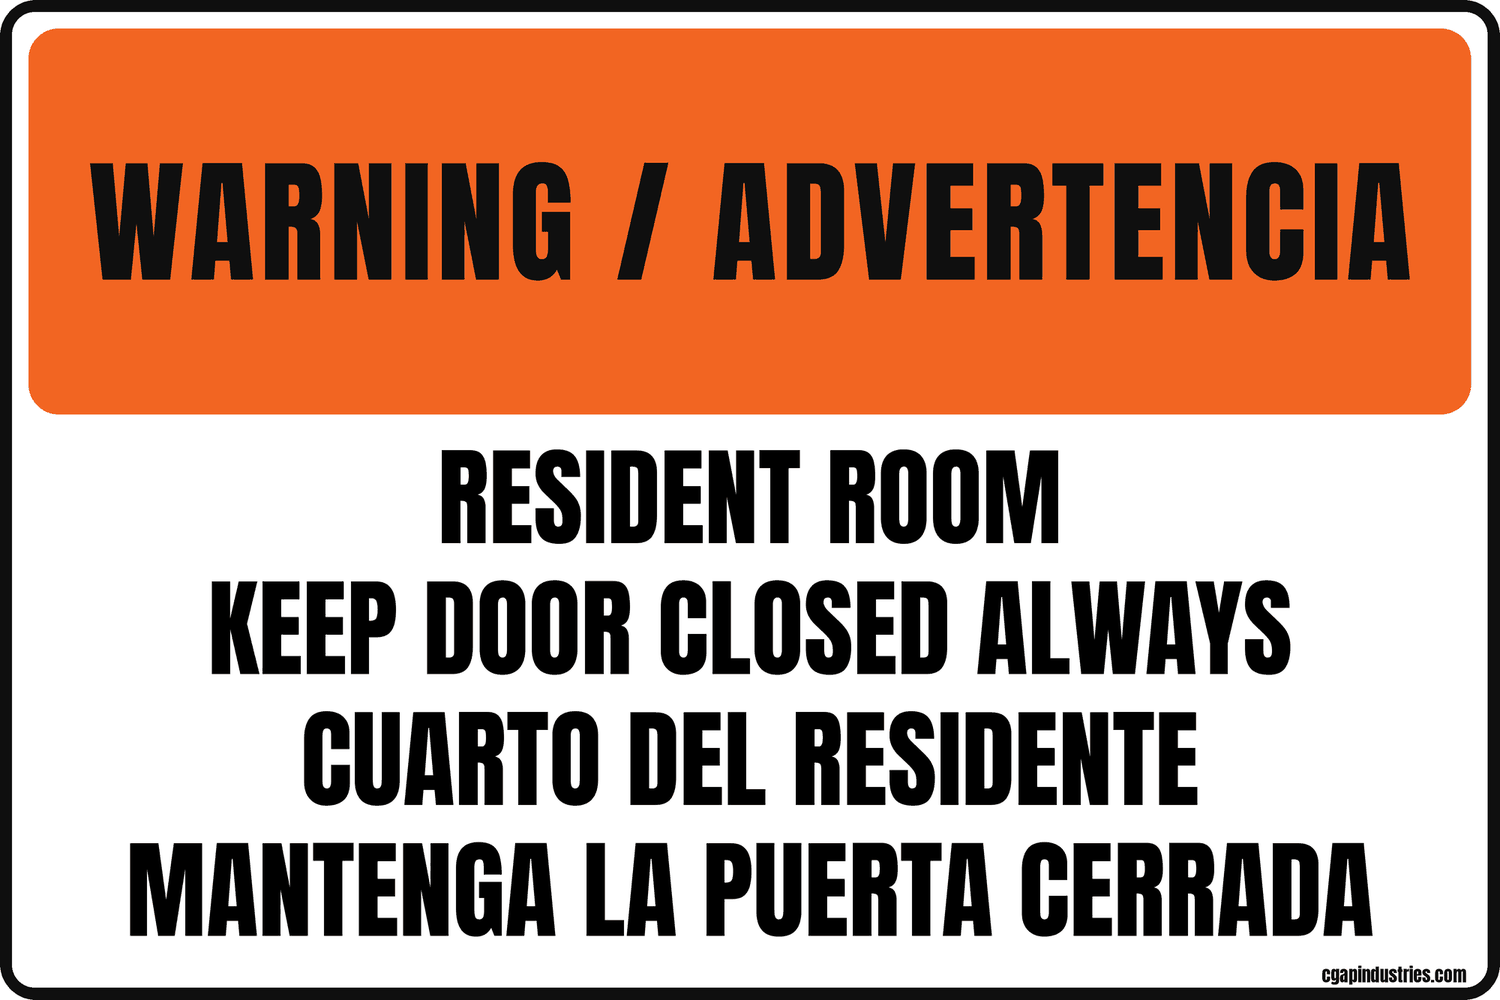 WARNING / ADVERTENCIA
RESIDENT ROOM
KEEP DOOR CLOSED ALWAYS
CUARTO DEL RESIDENTE
MANTENGA LA PUERTA CERRADA
cgapindustries.com